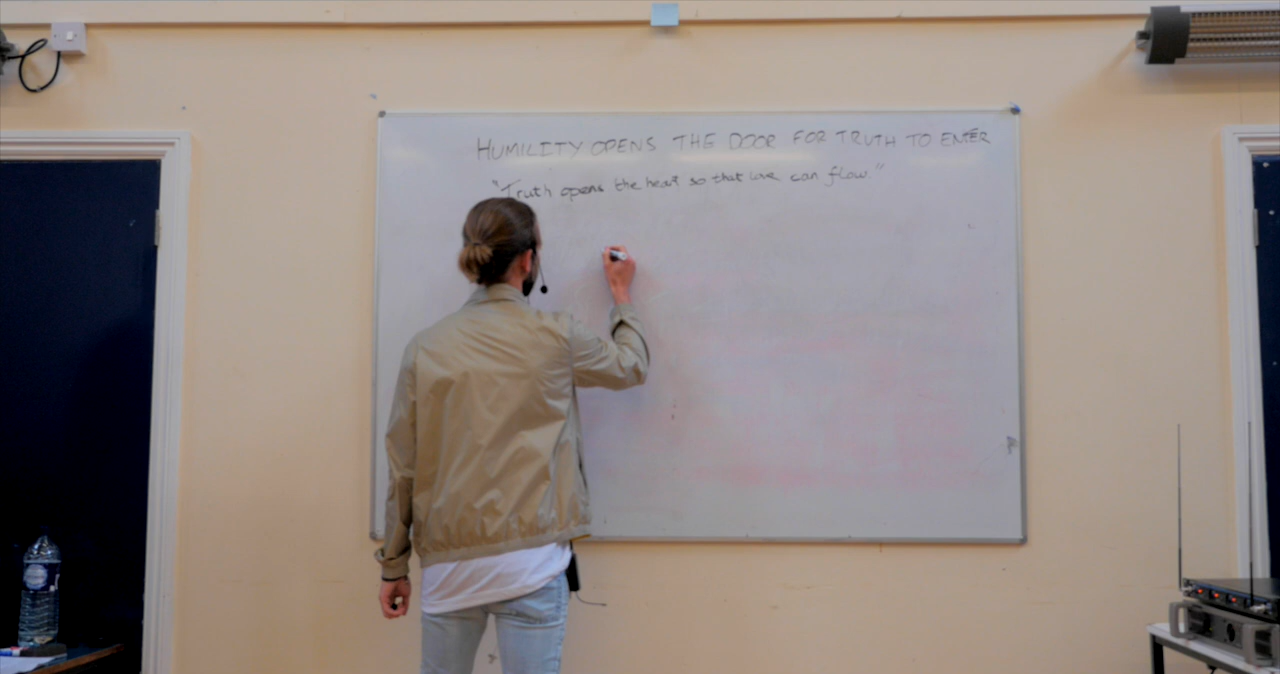 HUMILITY OPENS THE DOOR FOR TRUTH TO ENTER
"Truth opens the heart so that love can flow."